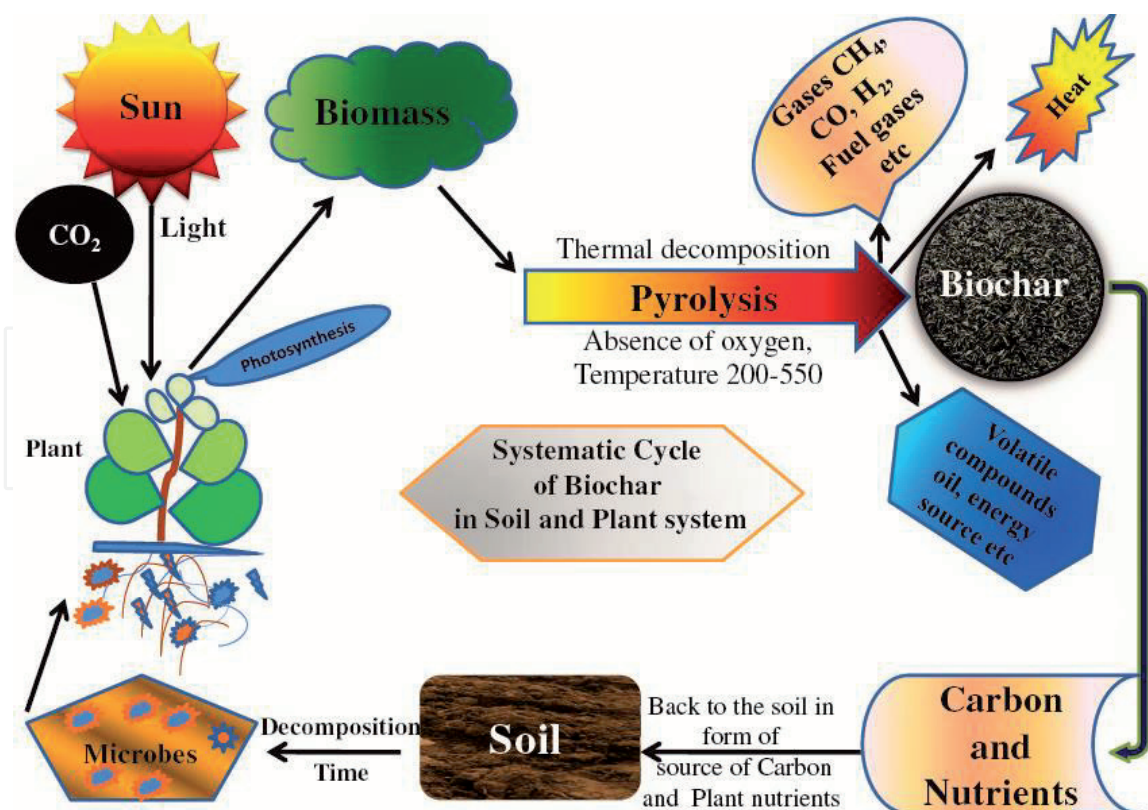 Sun
CO₂
Light
Biomass
Gases CH₄,
CO, H₂,
Fuel gases
etc
Heat
Thermal decomposition
Pyrolysis
Absence of oxygen,
Temperature 200-550
Biochar
Photosynthesis
Plant
Systematic Cycle
of Biochar
in Soil and Plant system
Volatile
compounds
oil, energy
source etc
Microbes
Decomposition
Time
Soil
Back to the soil in
form of
source of Carbon
and Plant nutrients
Carbon
and
Nutrients